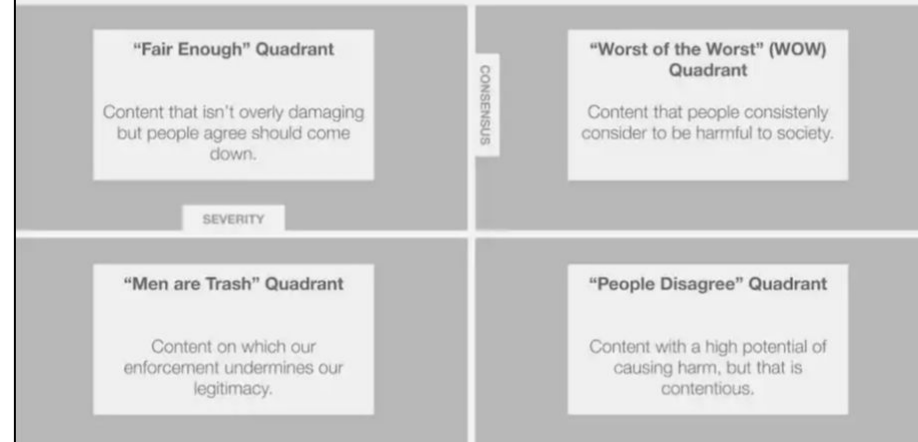 “Fair Enough” Quadrant
Content that isn’t overly damaging
but people agree should come
down.
SEVERITY
CONSENSUS
“Worst of the Worst” (WOW)
Quadrant
Content that people consistenly
consider to be harmful to society.
“Men are Trash” Quadrant
Content on which our
enforcement undermines our
legitimacy.
“People Disagree” Quadrant
Content with a high potential of
causing harm, but that is
contentious.